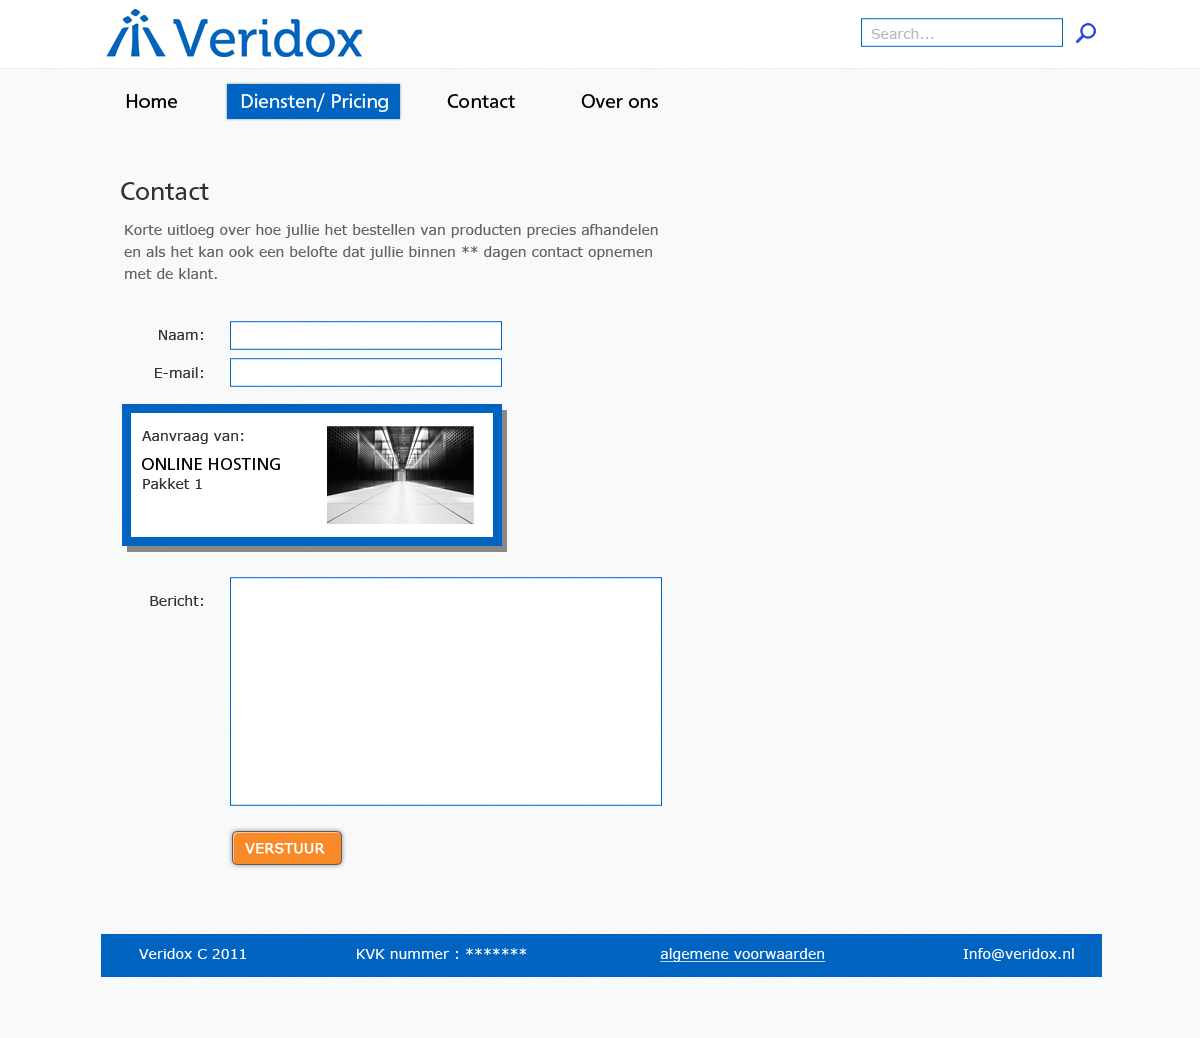 Veridox
Search...
Home
Diensten/ Pricing
Contact
Over ons
Contact
Korte uitloeg over hoe jullie het bestellen van producten precies afhandelen
en als het kan ook een belofte dat jullie binnen ** dagen contact opnemen
met de klant.
Naam:
E-mail:
Aanvraag van:
ONLINE HOSTING
Pakket 1
Bericht:
VERSTUUR
Veridox C 2011
KVK nummer : *******
algemene voorwaarden
Info@veridox.nl